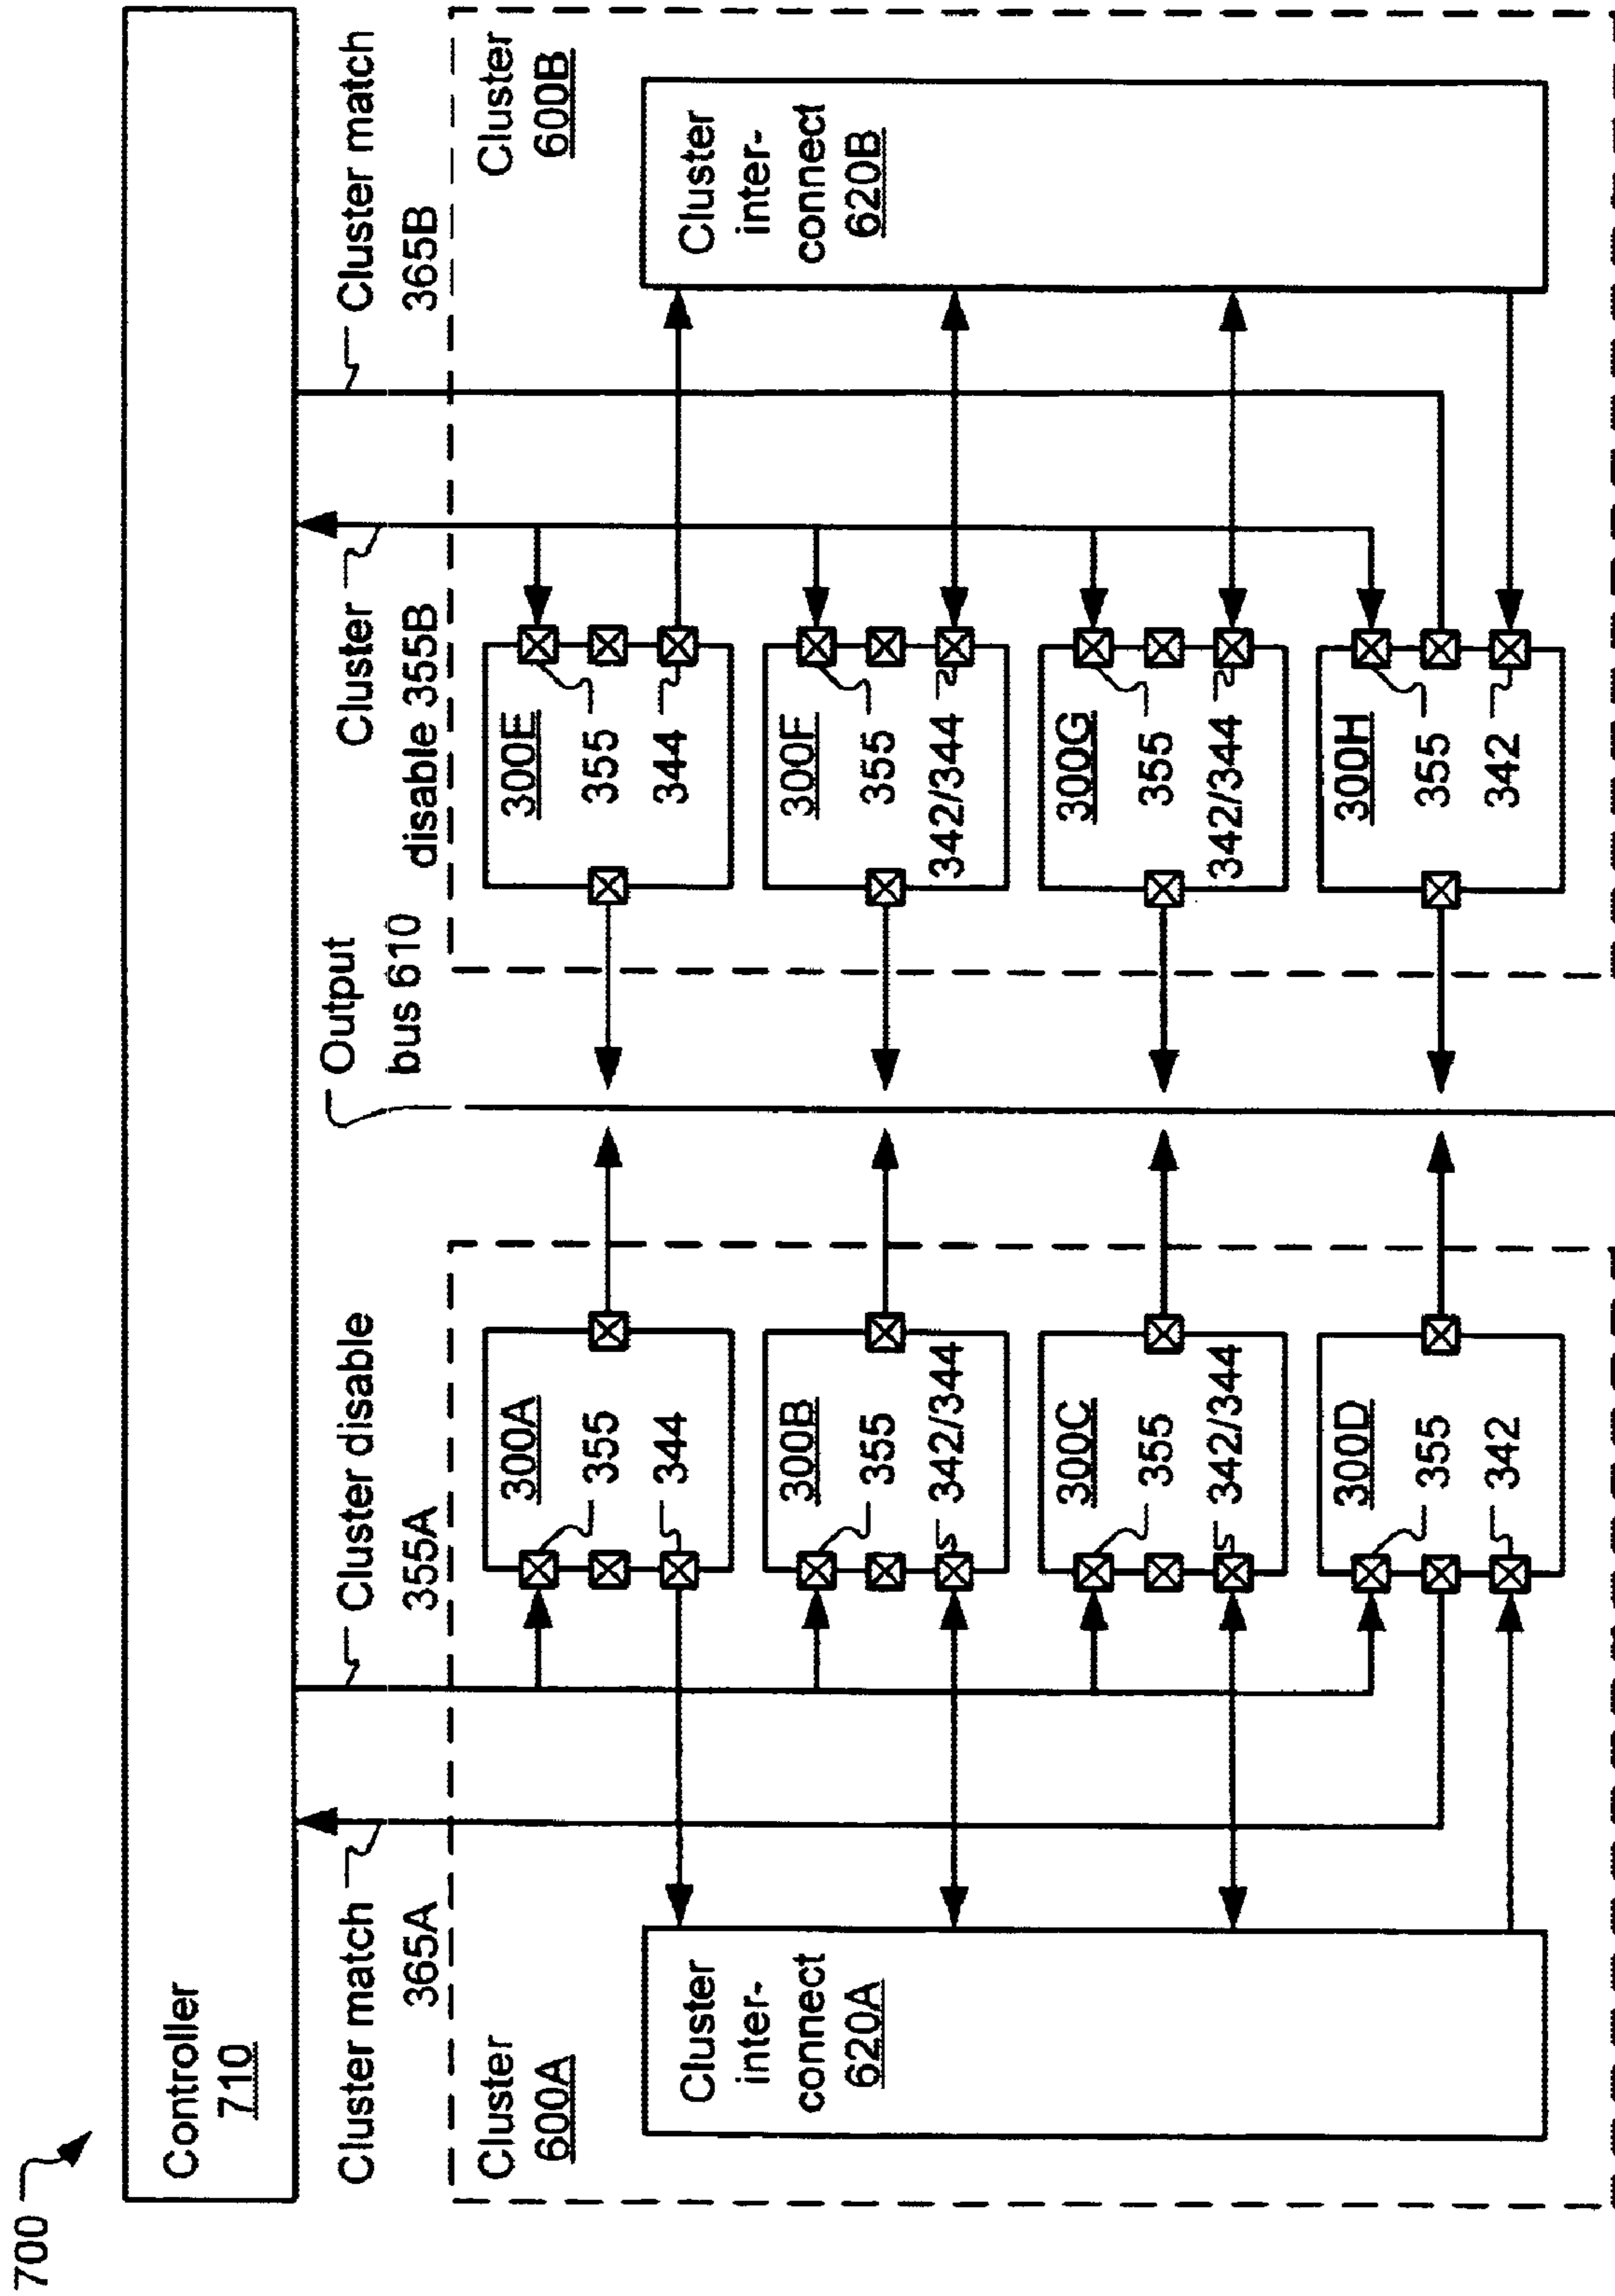 700
Controller
710
Cluster match
365A
Cluster disable
355A
Output
bus 610
Cluster
disable 355B
Cluster match
365B
Cluster
600A
Cluster
inter-
connect
620A
300A
355
344
300B
355
342/344
300C
355
342/344
300D
355
342
300E
355
344
300F
355
342/344
300G
355
342/344
300H
355
342
Cluster
600B
Cluster
inter-
connect
620B